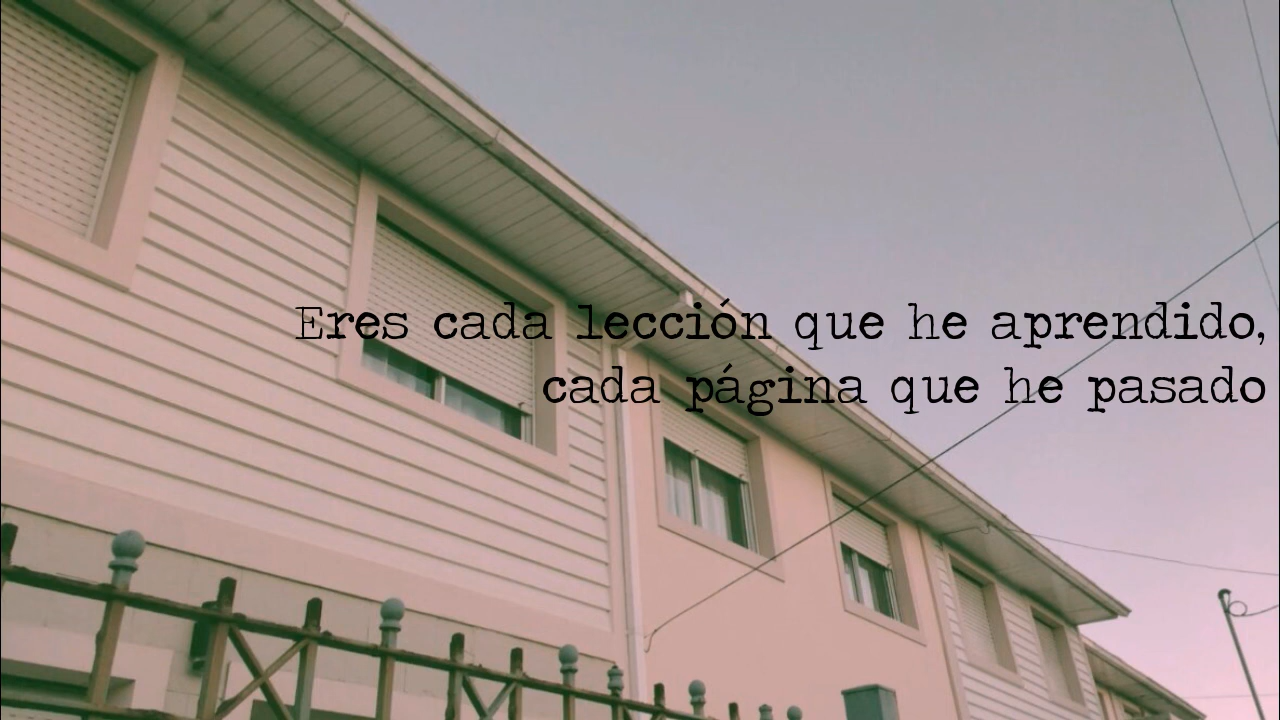 Eres cada lección que he aprendido,
cada página que he pasado